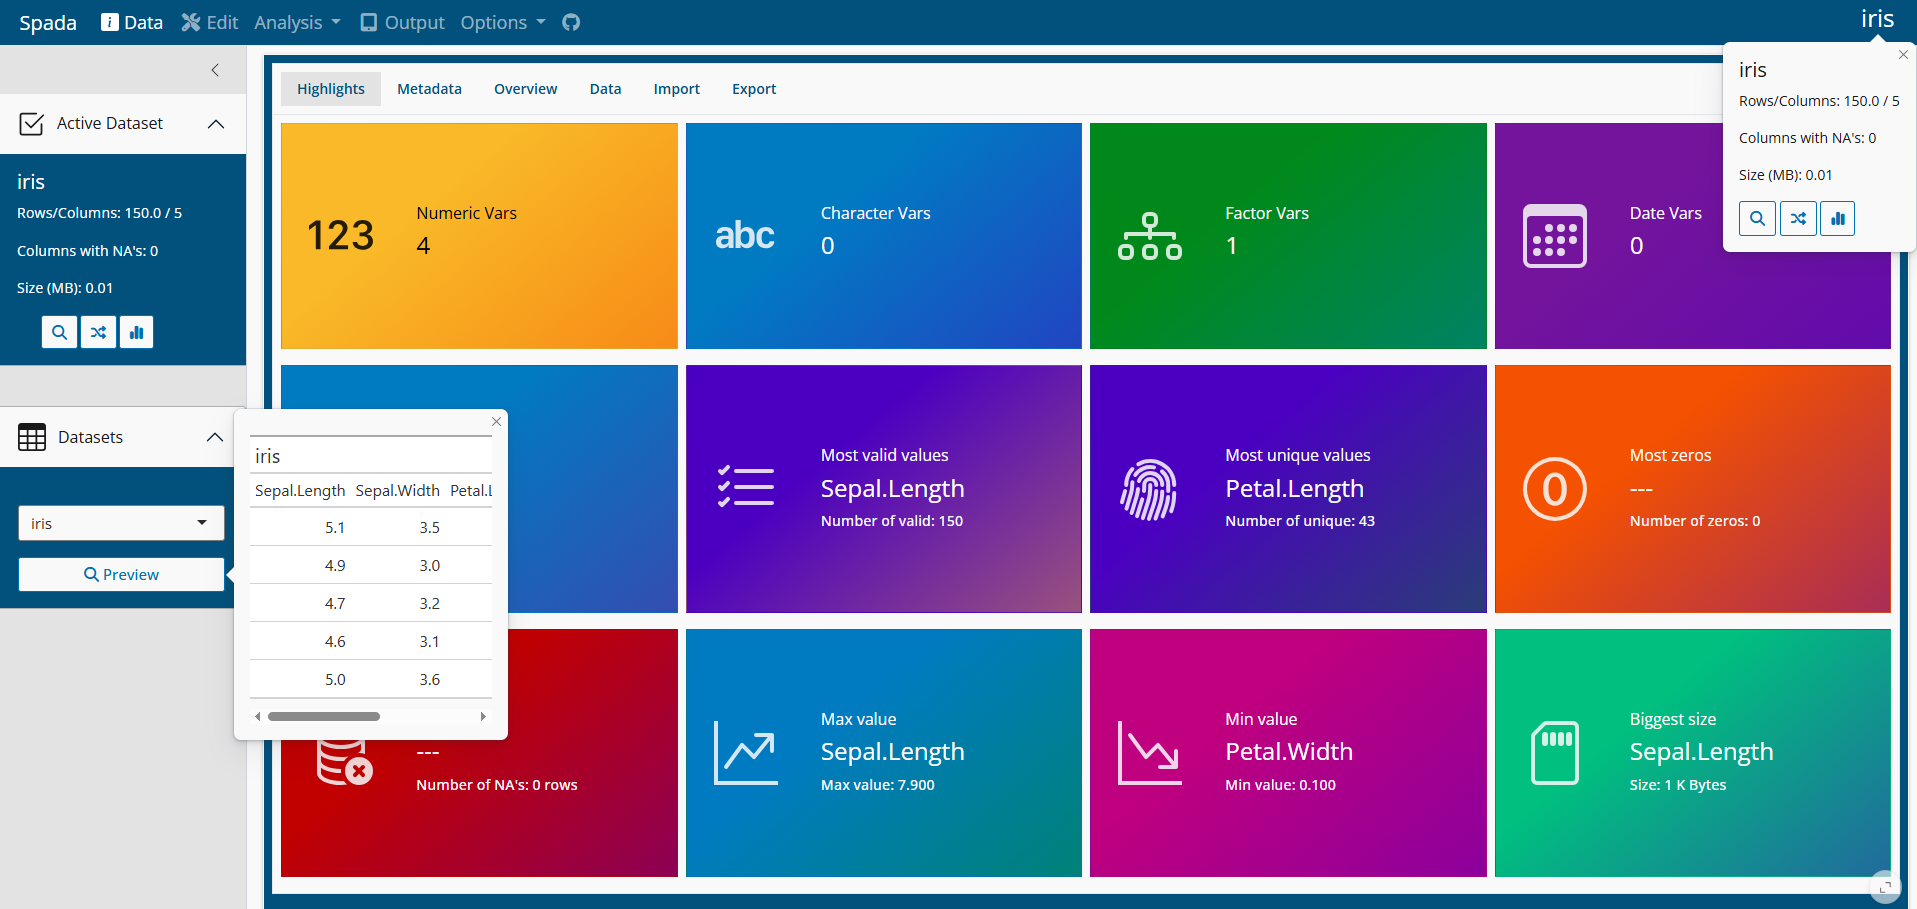 Spada Data Edit Analysis Output Options iris
Active Dataset
iris
Rows/Columns: 150.0 / 5
Columns with NA's: 0
Size (MB): 0.01
Datasets
iris
Preview
iris
Sepal.Length Sepal.Width Petal.L
5.1 3.5
4.9 3.0
4.7 3.2
4.6 3.1
5.0 3.6
Highlights Metadata Overview Data Import Export
123
Numeric Vars
4
abc
Character Vars
0
Factor Vars
1
Date Vars
0
iris
Rows/Columns: 150.0 / 5
Columns with NA's: 0
Size (MB): 0.01
Most valid values
Sepal.Length
Number of valid: 150
Most unique values
Petal.Length
Number of unique: 43
0
Most zeros
---
Number of zeros: 0
---
Number of NA's: 0 rows
Max value
Sepal.Length
Max value: 7.900
Min value
Petal.Width
Min value: 0.100
Biggest size
Sepal.Length
Size: 1 K Bytes